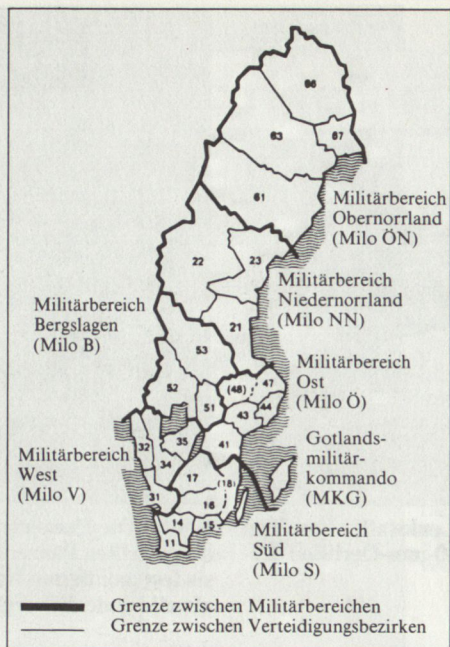 66
63
67
61
Militärbereich
Obernorrland
(Milo ÖN)
22
23
Militärbereich
Niedernorrland
(Milo NN)
21
Militärbereich
Bergslagen
(Milo B)
53
Militärbereich
Ost
(Milo Ö)
52
51
(48)
47
43
44
41
Gotlands-
militär-
kommando
(MKG)
Militärbereich
West
(Milo V)
32
35
34
31
17
(18)
16
15
14
11
Militärbereich
Süd
(Milo S)
Grenze zwischen Militärbereichen
Grenze zwischen Verteidigungsbezirken